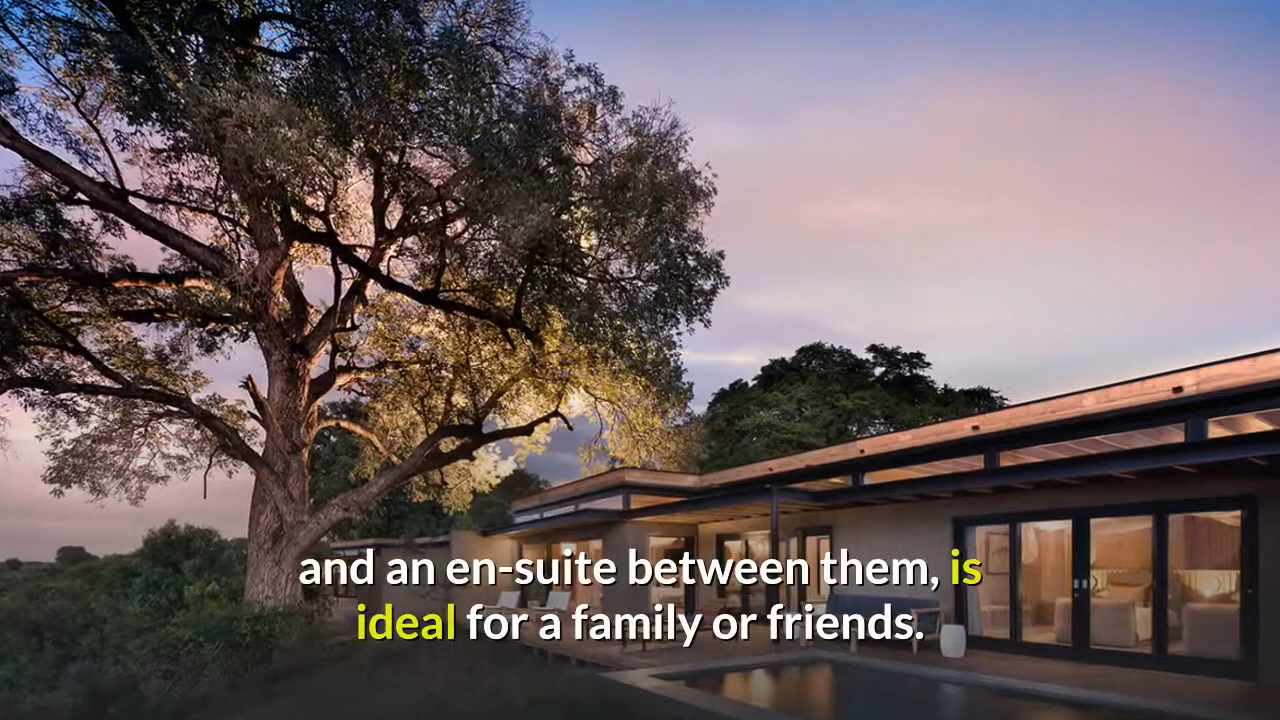 and an en-suite between them, is
ideal for a family or friends.